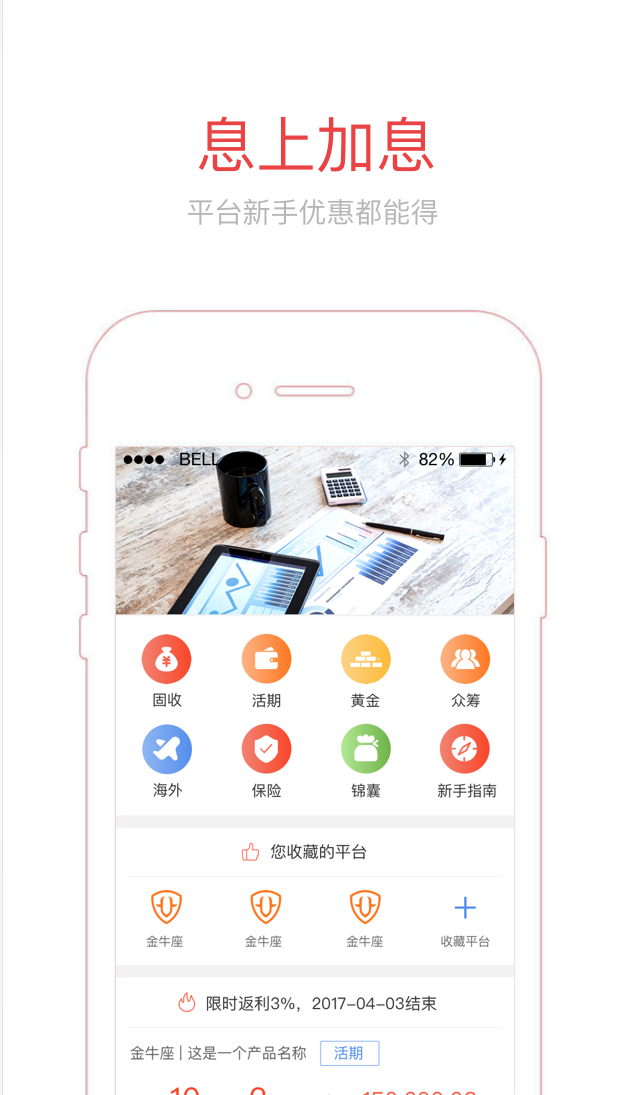 息上加息
平台新手优惠都能得
BELL 82%
固收 活期 黄金 众筹
海外 保险 锦囊 新手指南
您收藏的平台
金牛座 金牛座 金牛座 收藏平台
限时返利3%，2017-04-03结束
金牛座 | 这是一个产品名称 活期